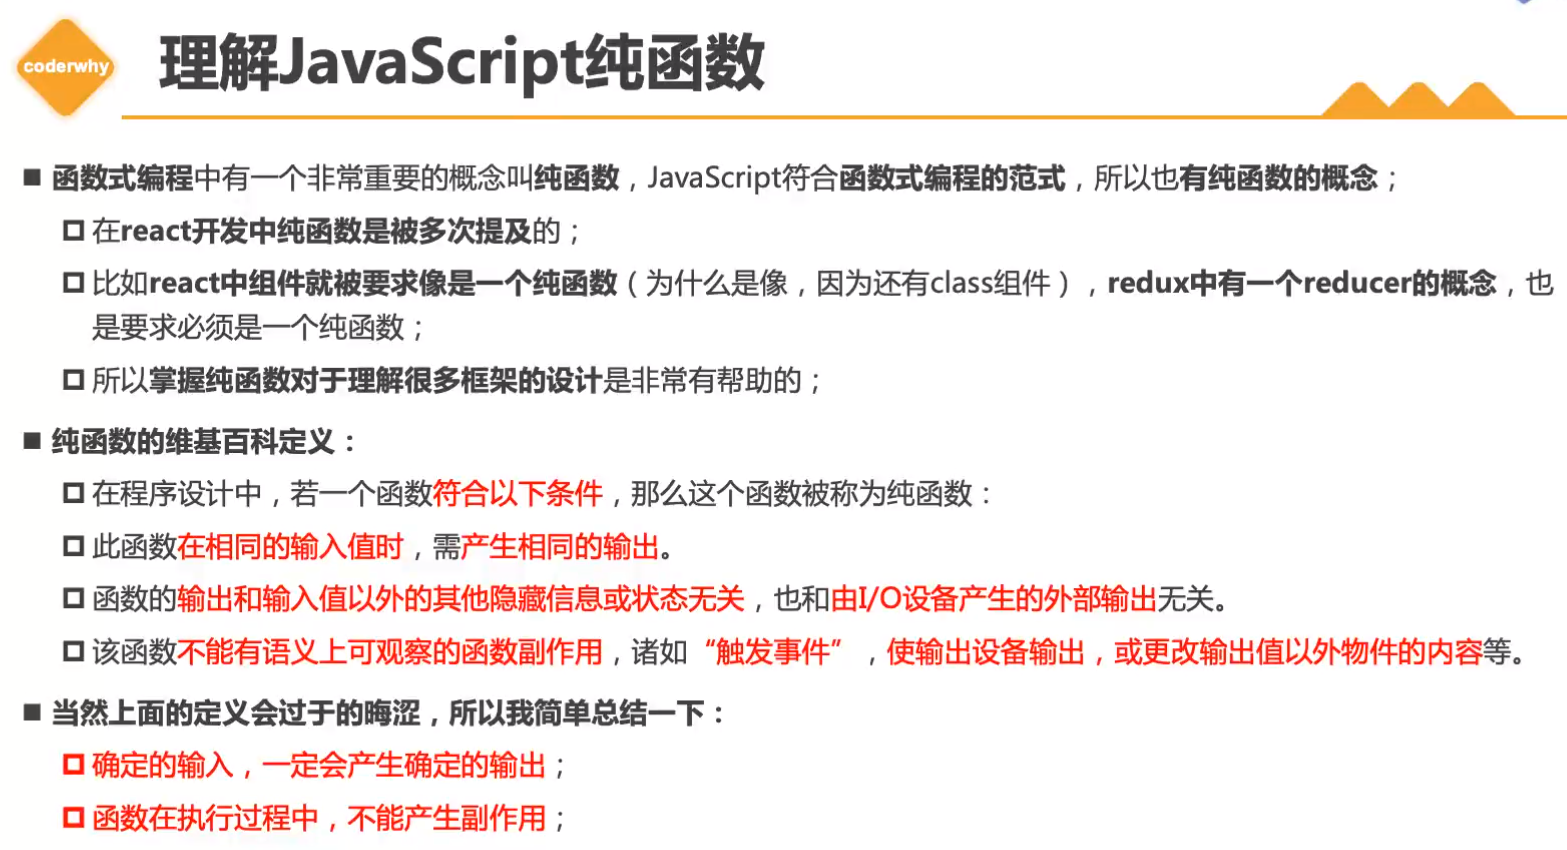 coderwhy
理解JavaScript纯函数
■ 函数式编程中有一个非常重要的概念叫纯函数，JavaScript符合函数式编程的范式，所以也有纯函数的概念；
在react开发中纯函数是被多次提及的；
比如react中组件就被要求像是一个纯函数（为什么是像，因为还有class组件），redux中有一个reducer的概念，也
是要求必须是一个纯函数；
所以掌握纯函数对于理解很多框架的设计是非常有帮助的；
■ 纯函数的维基百科定义：
在程序设计中，若一个函数符合以下条件，那么这个函数被称为纯函数：
此函数在相同的输入值时，需产生相同的输出。
函数的输出和输入值以外的其他隐藏信息或状态无关，也和由I/O设备产生的外部输出无关。
该函数不能有语义上可观察的函数副作用，诸如“触发事件”，使输出设备输出，或更改输出值以外物件的内容等。
■ 当然上面的定义会过于的晦涩，所以我简单总结一下：
确定的输入，一定会产生确定的输出；
函数在执行过程中，不能产生副作用；